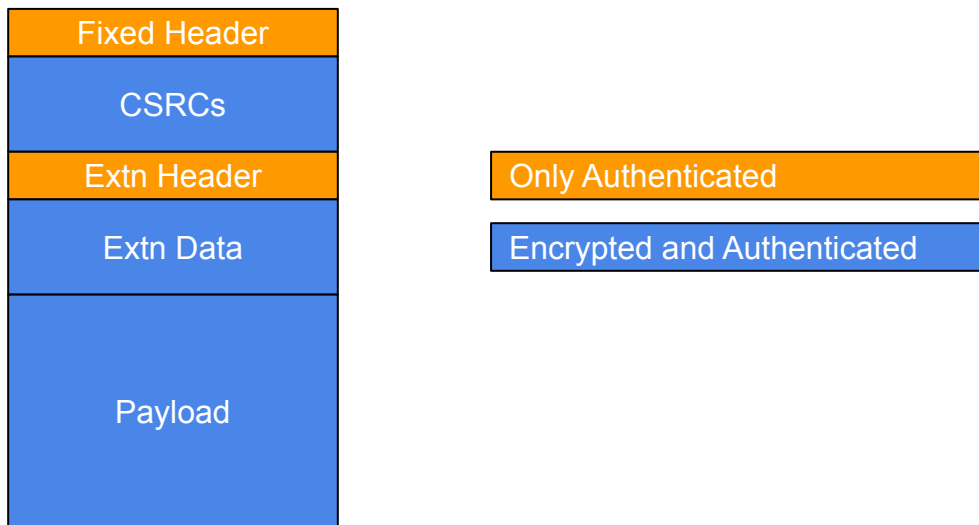 Fixed Header
CSRCs
Extn Header
Extn Data
Payload
Only Authenticated
Encrypted and Authenticated